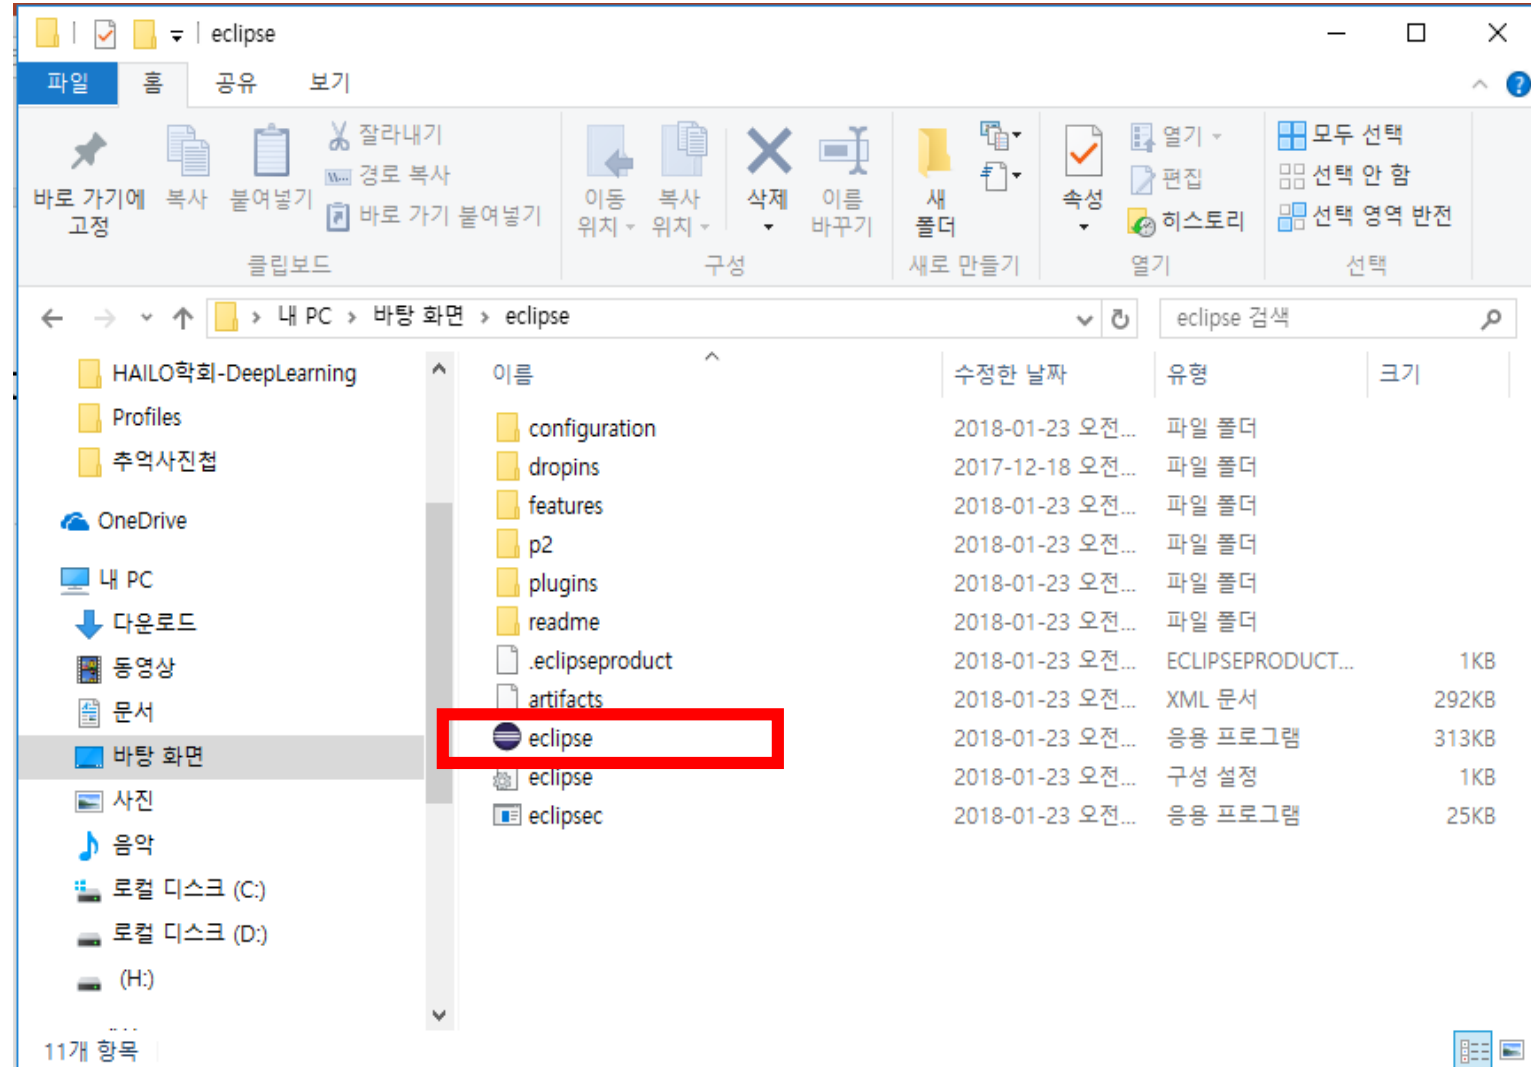 eclipse
파일 홈 공유 보기
바로 가기에 고정
복사
붙여넣기
잘라내기
경로 복사
바로 가기 붙여넣기
클립보드
이동 위치
복사 위치
삭제
이름 바꾸기
구성
새 폴더
새로 만들기
속성
열기
편집
히스토리
열기
모두 선택
선택 안 함
선택 영역 반전
선택
내 PC > 바탕 화면 > eclipse
eclipse 검색
HAILO학회-DeepLearning
Profiles
추억사진첩
OneDrive
내 PC
다운로드
동영상
문서
바탕 화면
사진
음악
로컬 디스크 (C:)
로컬 디스크 (D:)
(H:)
이름 수정한 날짜 유형 크기
configuration 2018-01-23 오전... 파일 폴더
dropins 2017-12-18 오전... 파일 폴더
features 2018-01-23 오전... 파일 폴더
p2 2018-01-23 오전... 파일 폴더
plugins 2018-01-23 오전... 파일 폴더
readme 2018-01-23 오전... 파일 폴더
.eclipseproduct 2018-01-23 오전... ECLIPSEPRODUCT... 1KB
artifacts 2018-01-23 오전... XML 문서 292KB
eclipse 2018-01-23 오전... 응용 프로그램 313KB
eclipse 2018-01-23 오전... 구성 설정 1KB
eclipsec 2018-01-23 오전... 응용 프로그램 25KB
11개 항목